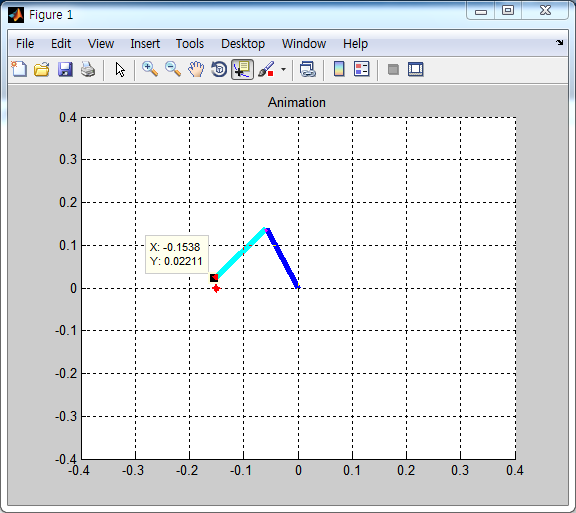 Figure 1
File Edit View Insert Tools Desktop Window Help
Animation
0.4
0.3
0.2
0.1
0
-0.1
-0.2
-0.3
-0.4
X: -0.1538
Y: 0.02211
-0.4 -0.3 -0.2 -0.1 0 0.1 0.2 0.3 0.4